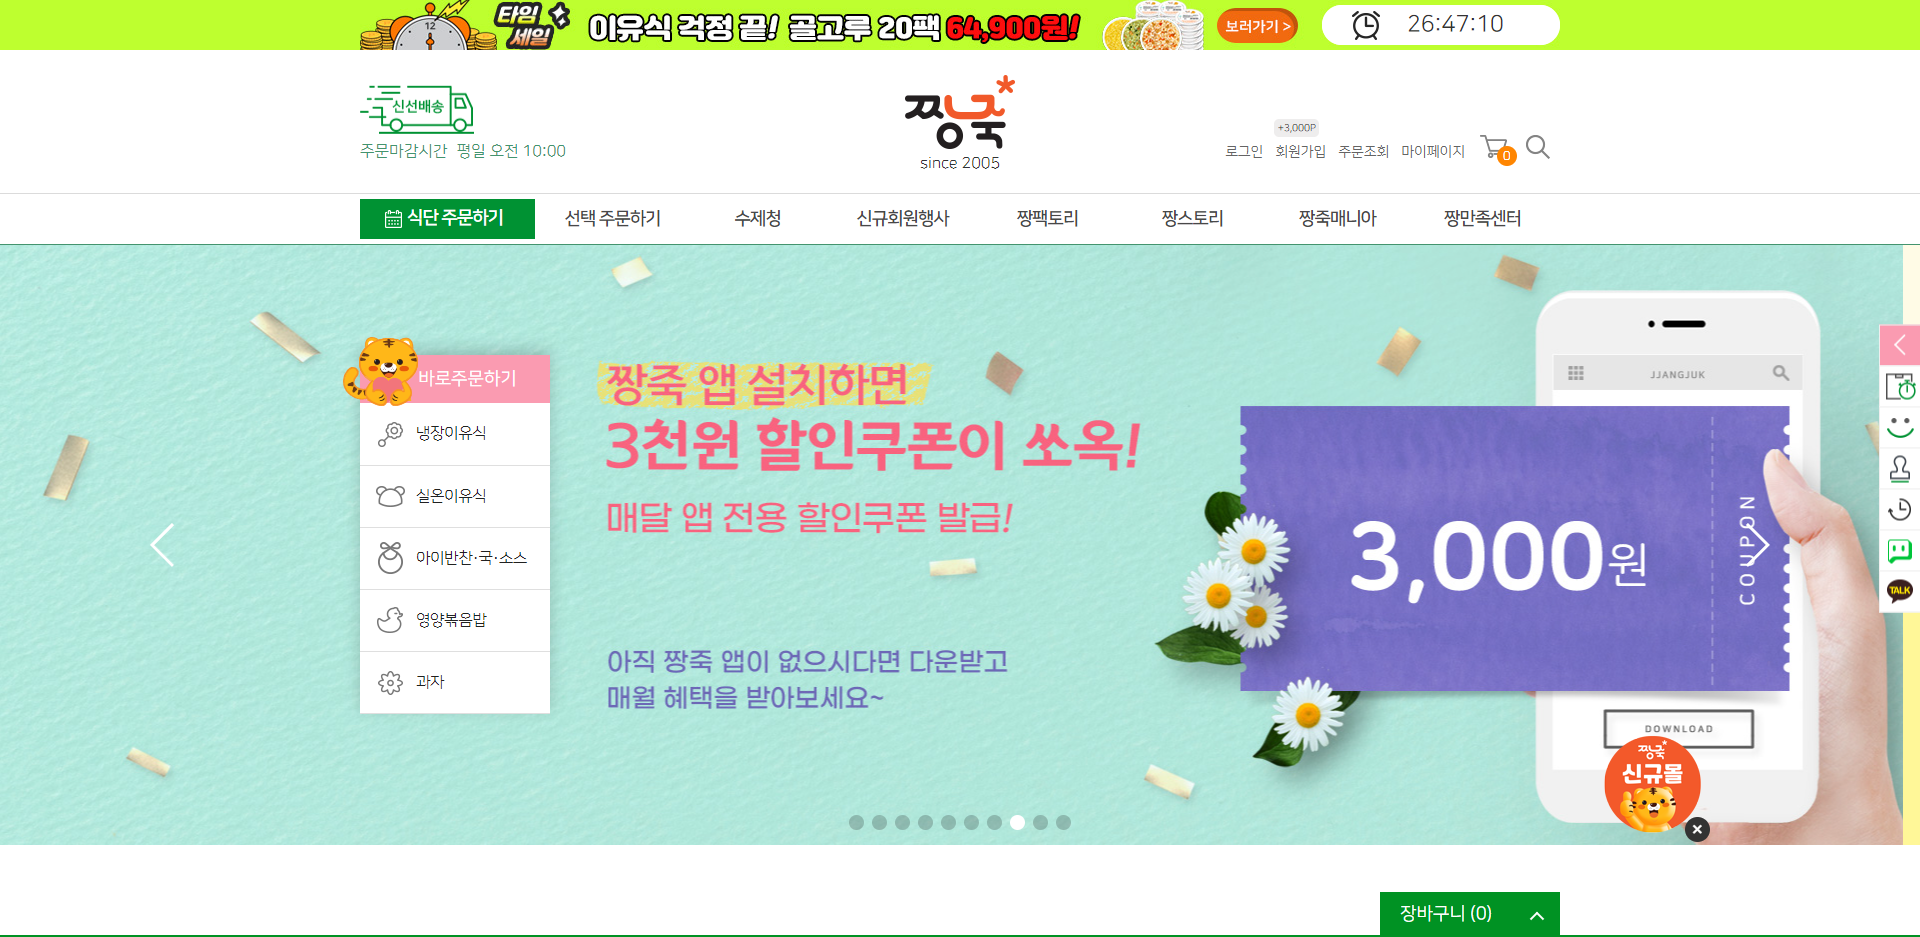 타임
세일
이유식 걱정 끝! 골고루 20팩 64,900원!
보러가기 >
26:47:10
12
신선배송
주문마감시간 평일 오전 10:00
짱죽
since 2005
+3,000P
로그인 회원가입 주문조회 마이페이지
0
식단 주문하기 선택 주문하기 수제청 신규회원행사 짱팩토리 짱스토리 짱죽매니아 짱만족센터
바로주문하기
냉장이유식
실온이유식
아이반찬·국·소스
영양볶음밥
과자
짱죽 앱 설치하면
3천원 할인쿠폰이 쏘옥!
매달 앱 전용 할인쿠폰 발급!
아직 짱죽 앱이 없으시다면 다운받고
매월 혜택을 받아보세요~
JJANGJUK
3,000원
COUPON
DOWNLOAD
짱죽
신규몰
TALK
장바구니 (0)